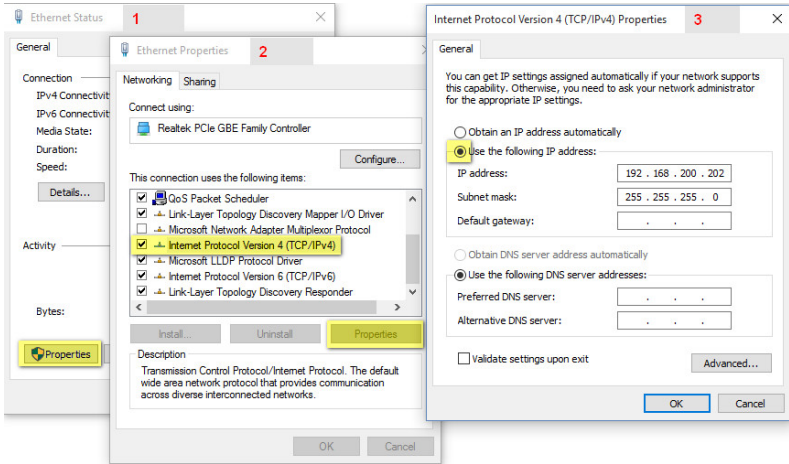 Ethernet Status
1
General
Connection
IPv4 Connectivit
IPv6 Connectivit
Media State:
Duration:
Speed:
Details...
Activity
Bytes:
Properties
Ethernet Properties
2
Networking
Sharing
Connect using:
Realtek PCIe GBE Family Controller
Configure...
This connection uses the following items:
QoS Packet Scheduler
Link-Layer Topology Discovery Mapper I/O Driver
Microsoft Network Adapter Multiplexor Protocol
Internet Protocol Version 4 (TCP/IPv4)
Microsoft LLDP Protocol Driver
Internet Protocol Version 6 (TCP/IPv6)
Link-Layer Topology Discovery Responder
Install...
Uninstall
Properties
Description
Transmission Control Protocol/Internet Protocol. The default
wide area network protocol that provides communication
across diverse interconnected networks.
OK
Cancel
Internet Protocol Version 4 (TCP/IPv4) Properties
3
General
You can get IP settings assigned automatically if your network supports
this capability. Otherwise, you need to ask your network administrator
for the appropriate IP settings.
Obtain an IP address automatically
Use the following IP address:
IP address:
192 . 168 . 200 . 202
Subnet mask:
255 . 255 . 255 . 0
Default gateway:
. . .
Obtain DNS server address automatically
Use the following DNS server addresses:
Preferred DNS server:
. . .
Alternative DNS server:
. . .
Validate settings upon exit
Advanced...
OK
Cancel